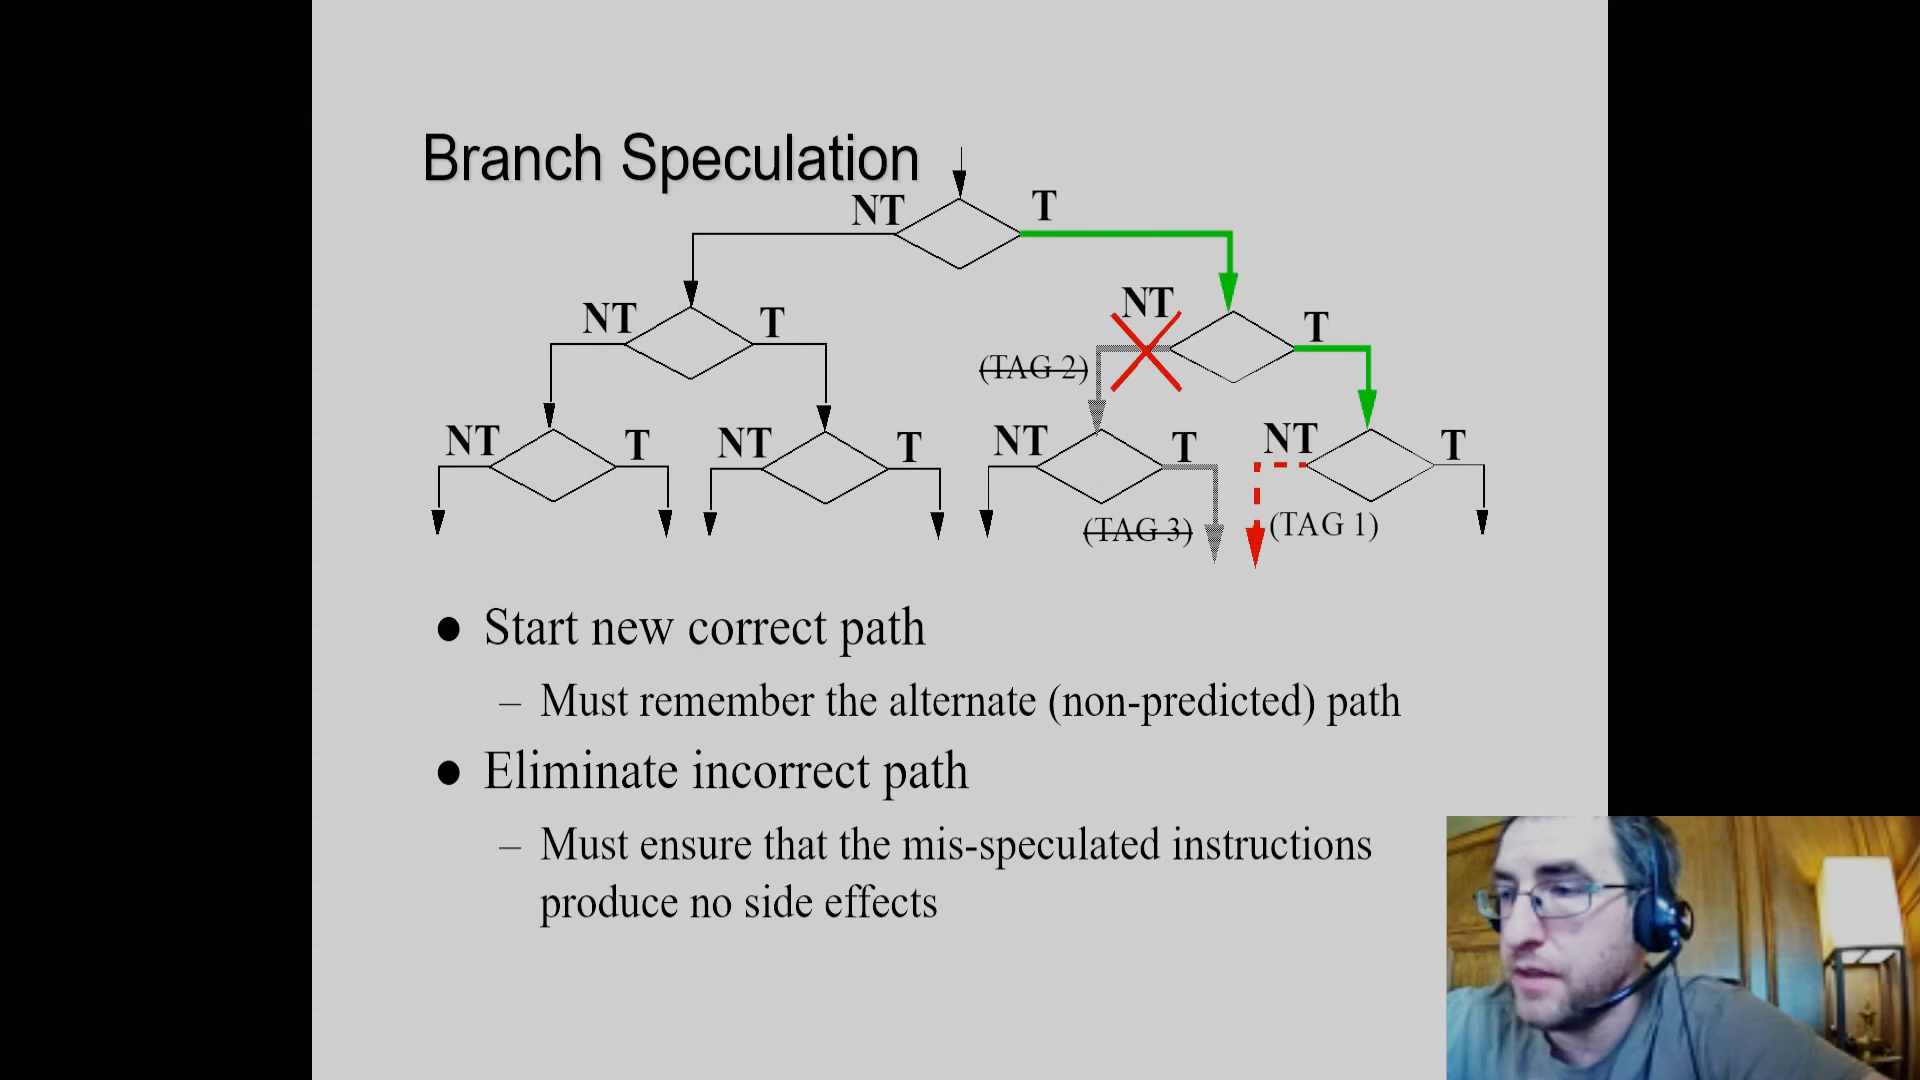 Branch Speculation
NT T
NT T NT T
(TAG 2)
NT T NT T NT T NT T
(TAG 3) (TAG 1)
● Start new correct path
– Must remember the alternate (non-predicted) path
● Eliminate incorrect path
– Must ensure that the mis-speculated instructions
produce no side effects